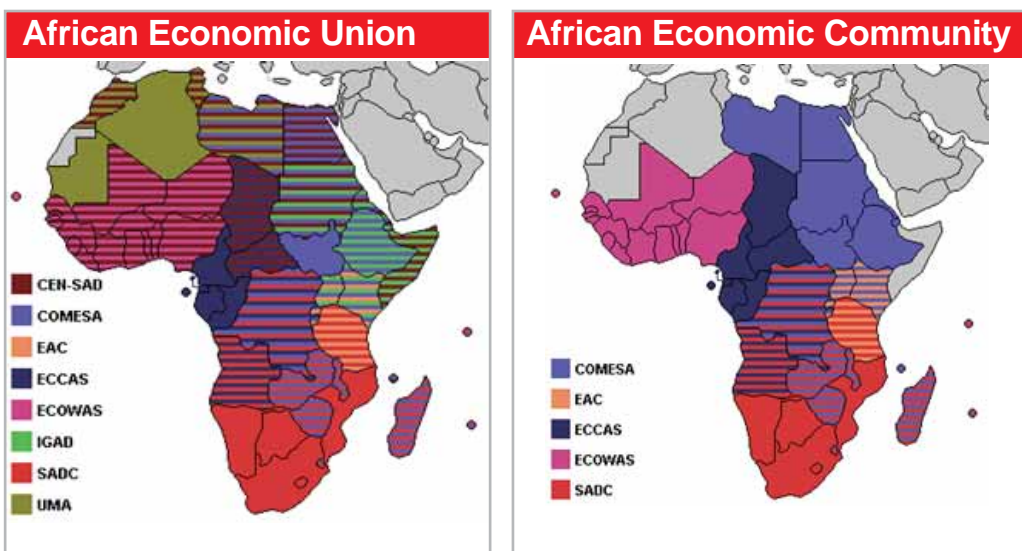 African Economic Union
CEN-SAD
COMESA
EAC
ECCAS
ECOWAS
IGAD
SADC
UMA
African Economic Community
COMESA
EAC
ECCAS
ECOWAS
SADC